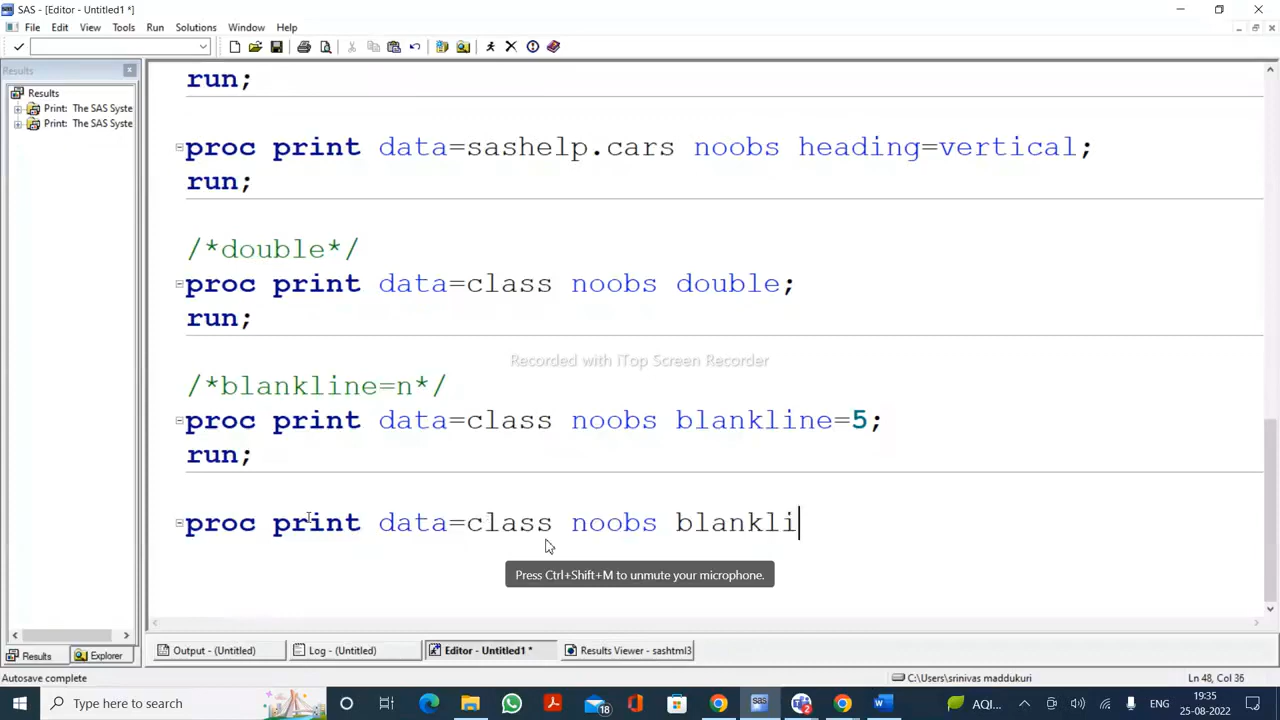 SAS - [Editor - Untitled1 *]
File Edit View Tools Run Solutions Window Help
Results
Results
Print: The SAS Syste
Print: The SAS Syste
run;
proc print data=sashelp.cars noobs heading=vertical;
run;
/*double*/
proc print data=class noobs double;
run;
Recorded with iTop Screen Recorder
/*blankline=n*/
proc print data=class noobs blankline=5;
run;
proc print data=class noobs blankli
Press Ctrl+Shift+M to unmute your microphone.
Results Explorer Output - (Untitled) Log - (Untitled) Editor - Untitled1 * Results Viewer - sashtml3
Autosave complete C:\Users\srinivas maddukuri Ln 48, Col 36
Type here to search 18 2 AQI... 19:35
25-08-2022